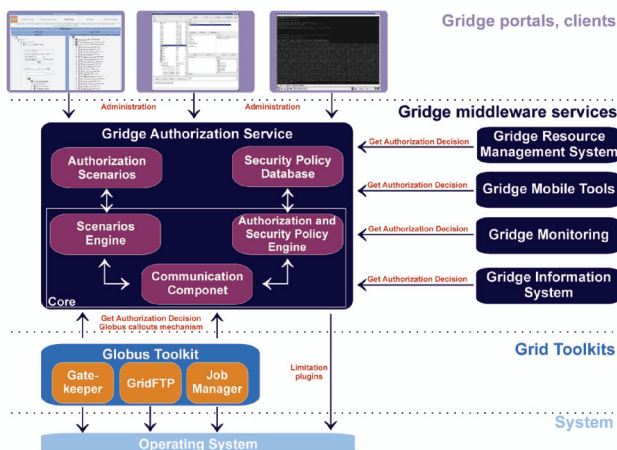 Gridge portals, clients
Administration
Administration
Gridge middleware services
Gridge Authorization Service
Authorization
Scenarios
Security Policy
Database
Scenarios
Engine
Authorization and
Security Policy
Engine
Communication
Componet
Core
Get Authorization Decision
Gridge Resource
Management System
Get Authorization Decision
Gridge Mobile Tools
Get Authorization Decision
Gridge Monitoring
Get Authorization Decision
Gridge Information
System
Get Authorization Decision
Globus callouts mechanism
Globus Toolkit
Gate-
keeper
GridFTP
Job
Manager
Limitation
plugins
Grid Toolkits
System
Operating System